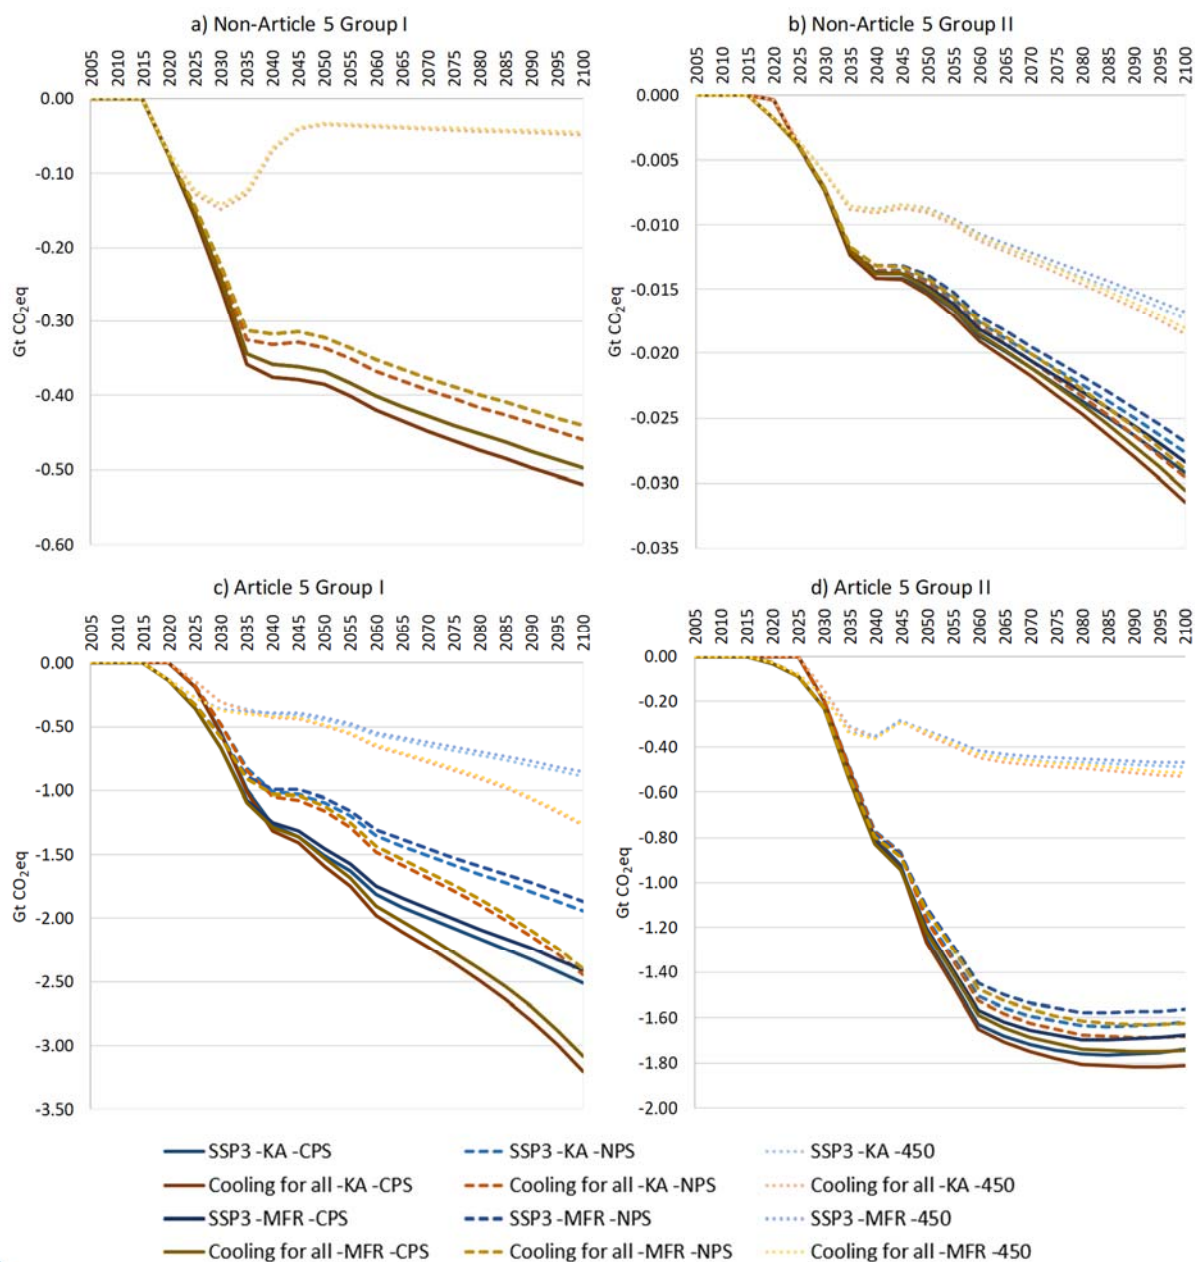 a) Non-Article 5 Group I
2005 2010 2015 2020 2025 2030 2035 2040 2045 2050 2055 2060 2065 2070 2075 2080 2085 2090 2095 2100
0.00
-0.10
-0.20
-0.30
-0.40
-0.50
-0.60
Gt CO2eq
b) Non-Article 5 Group II
2005 2010 2015 2020 2025 2030 2035 2040 2045 2050 2055 2060 2065 2070 2075 2080 2085 2090 2095 2100
0.000
-0.005
-0.010
-0.015
-0.020
-0.025
-0.030
-0.035
Gt CO2eq
c) Article 5 Group I
2005 2010 2015 2020 2025 2030 2035 2040 2045 2050 2055 2060 2065 2070 2075 2080 2085 2090 2095 2100
0.00
-0.50
-1.00
-1.50
-2.00
-2.50
-3.00
-3.50
Gt CO2eq
d) Article 5 Group II
2005 2010 2015 2020 2025 2030 2035 2040 2045 2050 2055 2060 2065 2070 2075 2080 2085 2090 2095 2100
0.00
-0.20
-0.40
-0.60
-0.80
-1.00
-1.20
-1.40
-1.60
-1.80
-2.00
Gt CO2eq
SSP3 -KA -CPS SSP3 -KA -NPS SSP3 -KA -450
Cooling for all -KA -CPS Cooling for all -KA -NPS Cooling for all -KA -450
SSP3 -MFR -CPS SSP3 -MFR -NPS SSP3 -MFR -450
Cooling for all -MFR -CPS Cooling for all -MFR -NPS Cooling for all -MFR -450